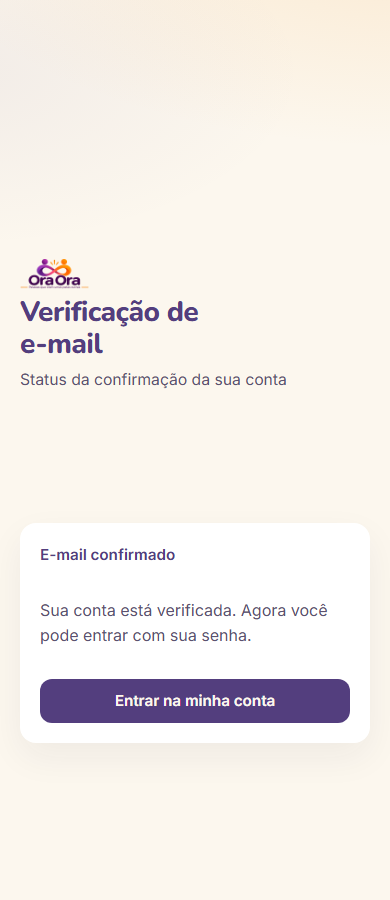 Ora Ora
Verificação de
e-mail
Status da confirmação da sua conta
E-mail confirmado
Sua conta está verificada. Agora você
pode entrar com sua senha.
Entrar na minha conta